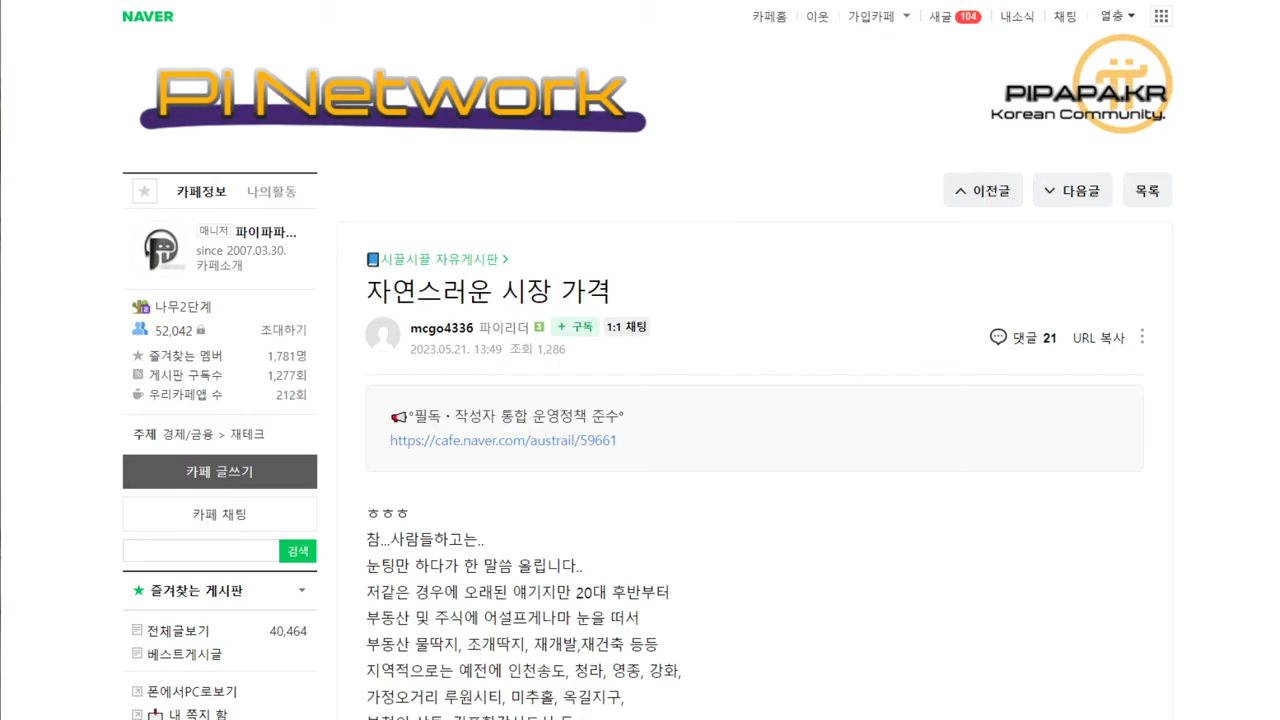 NAVER
카페홈 이웃 가입카페 새글 104 내소식 채팅 열충
Pi Network
PIPAPA.KR
Korean Community.
카페정보 나의활동
이전글 다음글 목록
매니저 파이파파...
since 2007.03.30.
카페소개
시끌시끌 자유게시판
자연스러운 시장 가격
나무2단계
mcgo4336 파이리더 3 + 구독 1:1 채팅
52,042 초대하기
댓글 21 URL 복사
2023.05.21. 13:49 조회 1,286
즐겨찾는 멤버 1,781명
게시판 구독수 1,277회
우리카페앱 수 212회
°필독・작성자 통합 운영정책 준수°
https://cafe.naver.com/austrail/59661
주제 경제/금융 > 재테크
카페 글쓰기
카페 채팅
검색
즐겨찾는 게시판
전체글보기 40,464
베스트게시글
폰에서PC로보기
내 쪽지 함
ㅎㅎㅎ
참...사람들하고는..
눈팅만 하다가 한 말씀 올립니다..
저같은 경우에 오래된 얘기지만 20대 후반부터
부동산 및 주식에 어설프게나마 눈을 떠서
부동산 물딱지, 조개딱지, 재개발,재건축 등등
지역적으로는 예전에 인천송도, 청라, 영종, 강화,
가정오거리 루원시티, 미추홀, 옥길지구,